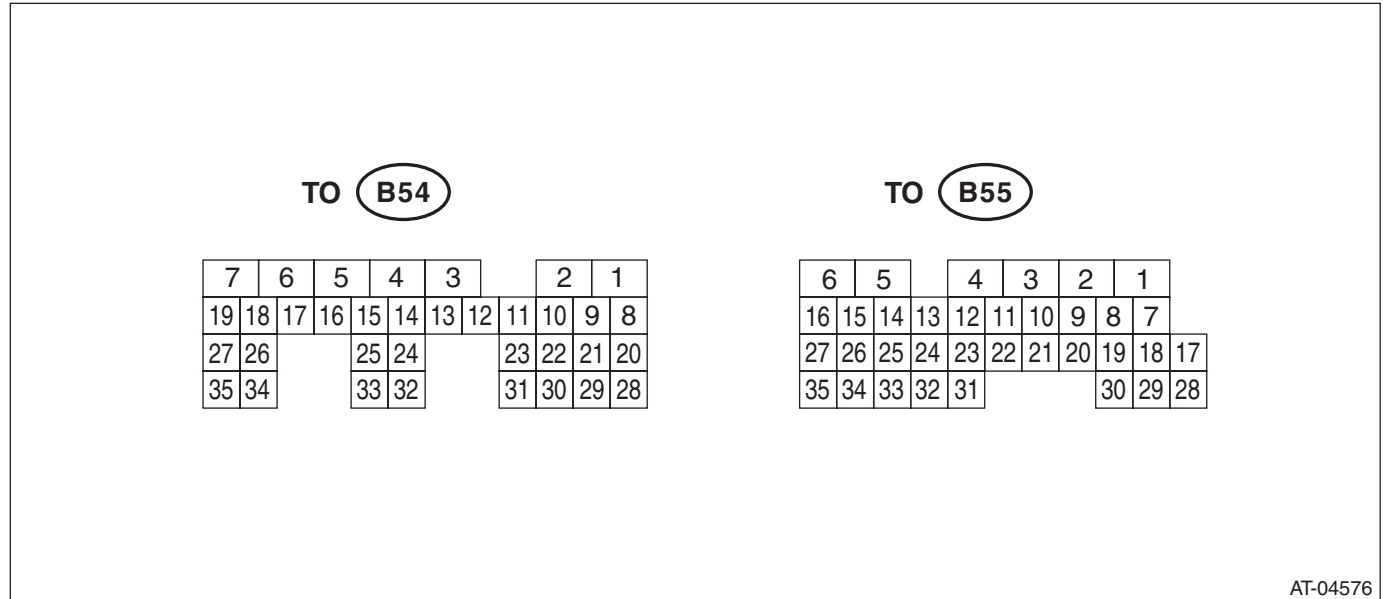 TO B54 TO B55
7 6 5 4 3 2 1 6 5 4 3 2 1
19 18 17 16 15 14 13 12 11 10 9 8 16 15 14 13 12 11 10 9 8 7
27 26 25 24 23 22 21 20 27 26 25 24 23 22 21 20 19 18 17
35 34 33 32 31 30 29 28 35 34 33 32 31 30 29 28
AT-04576